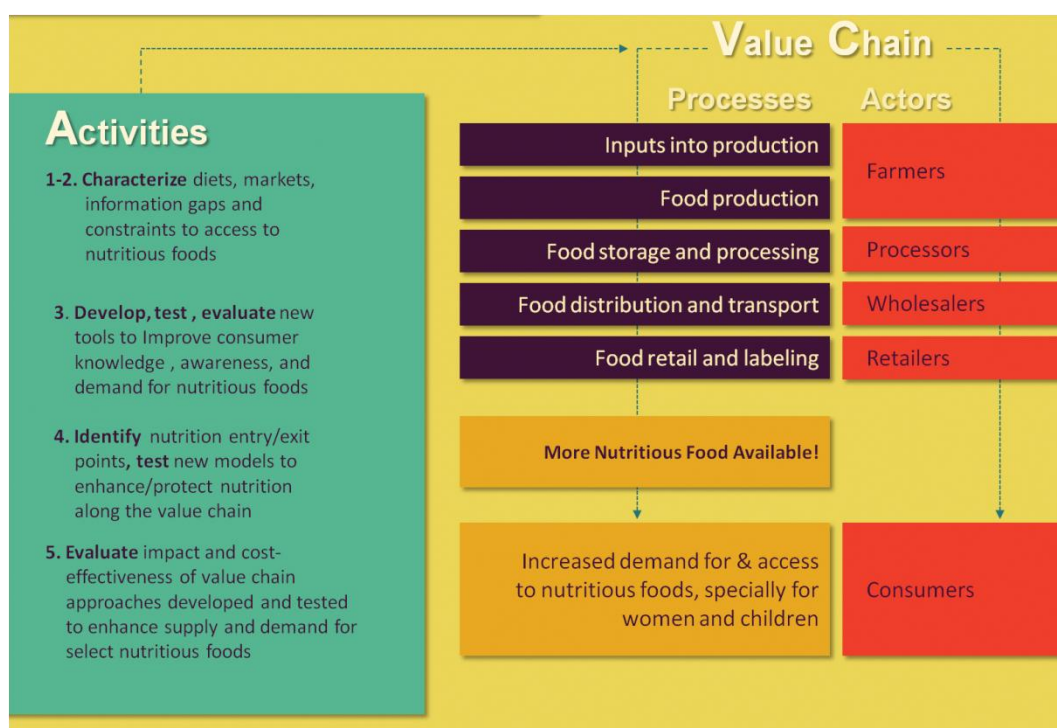 Value Chain
Processes
Actors
Activities
1-2. Characterize diets, markets,
information gaps and
constraints to access to
nutritious foods
3. Develop, test , evaluate new
tools to Improve consumer
knowledge , awareness, and
demand for nutritious foods
4. Identify nutrition entry/exit
points, test new models to
enhance/protect nutrition
along the value chain
5. Evaluate impact and cost-
effectiveness of value chain
approaches developed and tested
to enhance supply and demand for
select nutritious foods
Inputs into production
Food production
Farmers
Food storage and processing
Processors
Food distribution and transport
Wholesalers
Food retail and labeling
Retailers
More Nutritious Food Available!
Increased demand for & access
to nutritious foods, specially for
women and children
Consumers